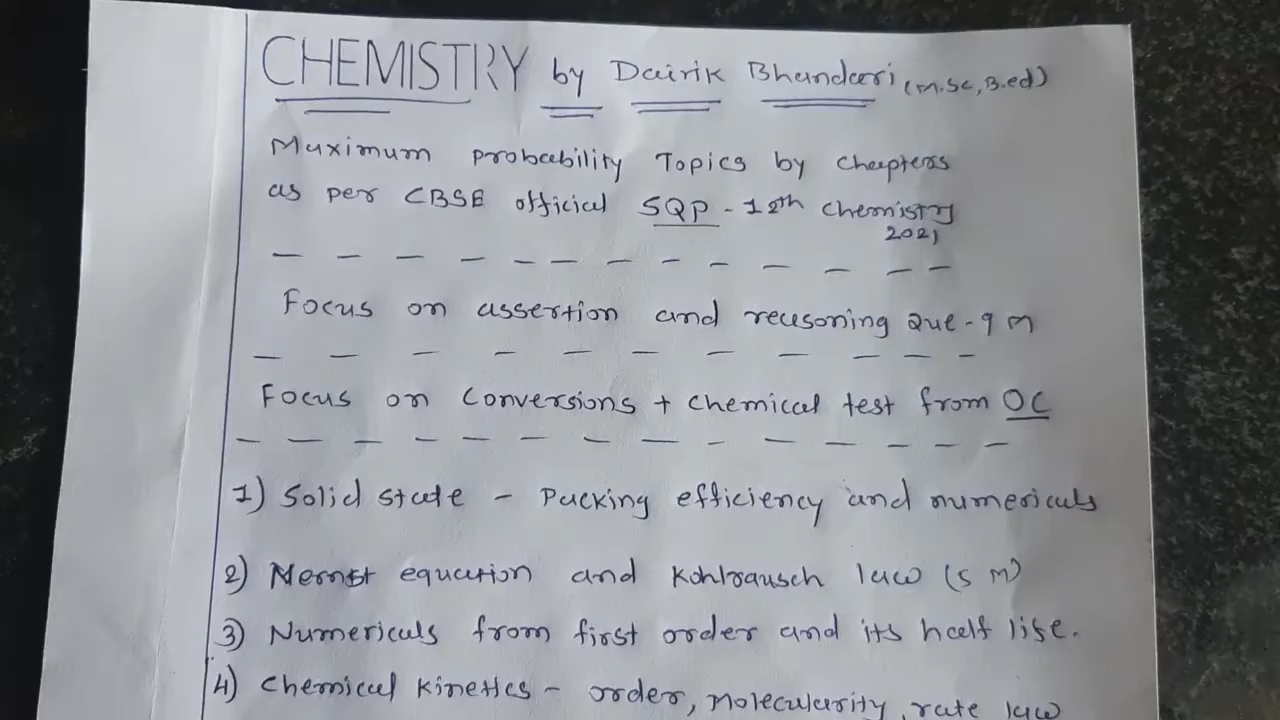 CHEMISTRY by Dairik Bhandari (M.Sc, B.ed)
Maximum probability Topics by chapters
as per CBSE official SQP - 12th chemistry
2021
Focus on assertion and reasoning Que - 9 M
Focus on conversions + chemical test from OC
1) Solid state - Packing efficiency and numericals
2) Nernst equation and Kohlrausch law (5 M)
3) Numericals from first order and its half life.
4) Chemical Kinetics - order, Molecularity, rate law